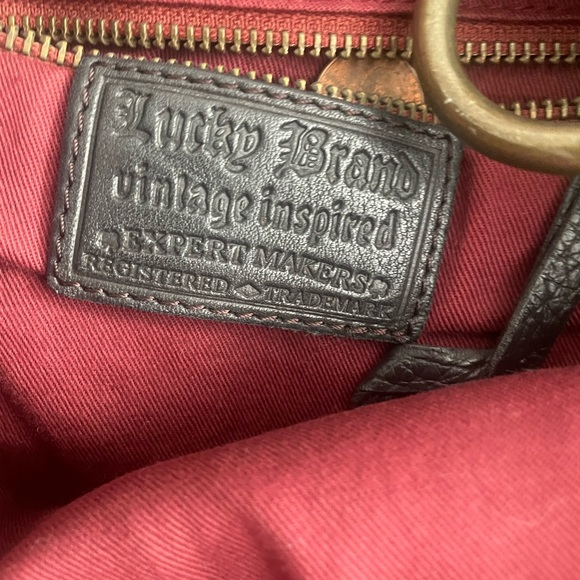 Lucky Brand
vintage inspired
EXPERT MAKERS
REGISTERED TRADEMARK